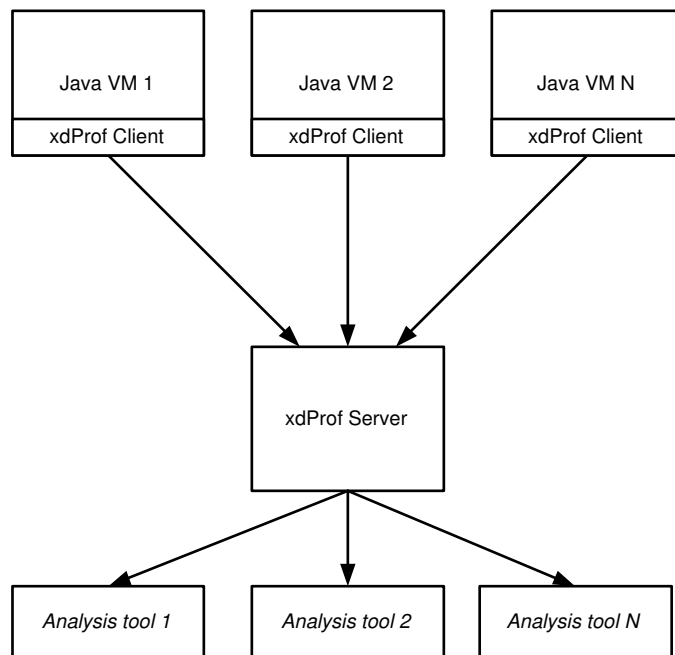 Java VM 1
Java VM 2
Java VM N
xdProf Client
xdProf Client
xdProf Client
xdProf Server
Analysis tool 1
Analysis tool 2
Analysis tool N